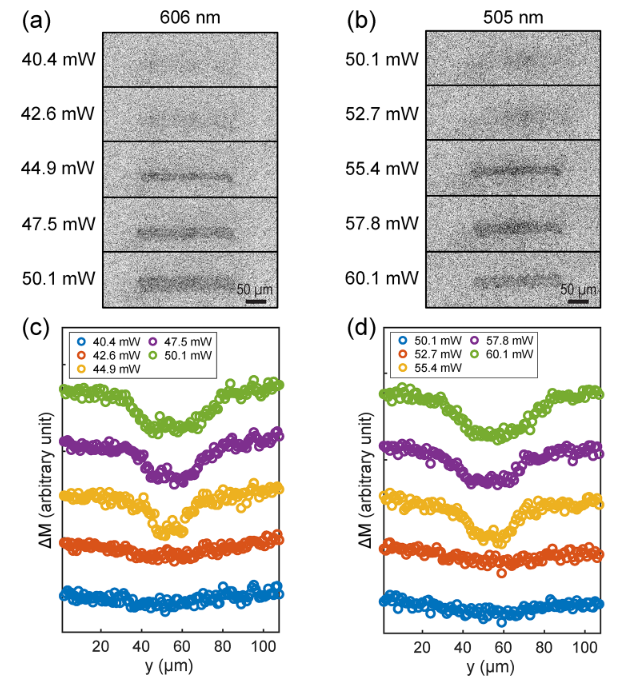 (a) 606 nm
40.4 mW
42.6 mW
44.9 mW
47.5 mW
50.1 mW
50 μm
(b) 505 nm
50.1 mW
52.7 mW
55.4 mW
57.8 mW
60.1 mW
50 μm
(c)
40.4 mW 47.5 mW
42.6 mW 50.1 mW
44.9 mW
ΔM (arbitrary unit)
20 40 60 80 100
y (μm)
(d)
50.1 mW 57.8 mW
52.7 mW 60.1 mW
55.4 mW
ΔM (arbitrary unit)
20 40 60 80 100
y (μm)